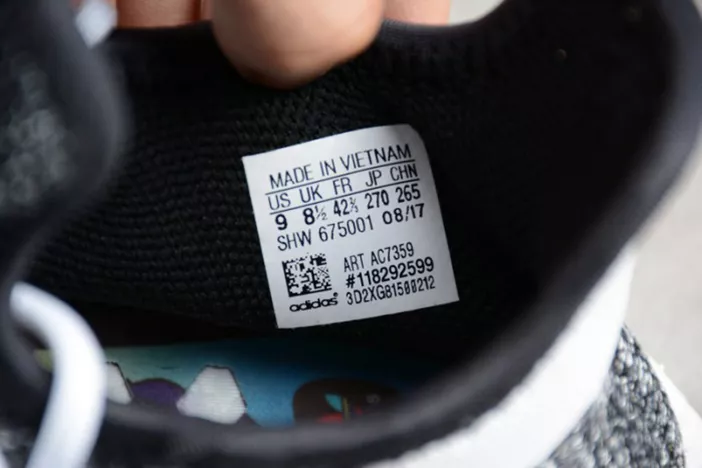 MADE IN VIETNAM
US UK FR JP CHN
9 8½ 42⅔ 270 265
SHW 675001 08/17
ART AC7359
#118292599
3D2XG81500212
adidas